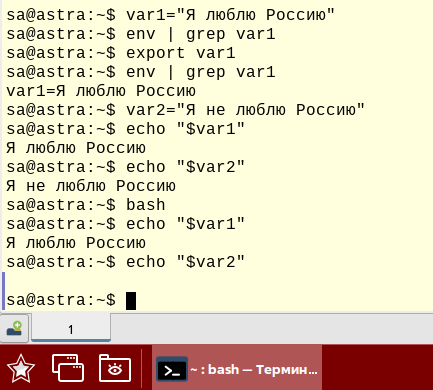 sa@astra:~$ var1="Я люблю Россию"
sa@astra:~$ env | grep var1
sa@astra:~$ export var1
sa@astra:~$ env | grep var1
var1=Я люблю Россию
sa@astra:~$ var2="Я не люблю Россию"
sa@astra:~$ echo "$var1"
Я люблю Россию
sa@astra:~$ echo "$var2"
Я не люблю Россию
sa@astra:~$ bash
sa@astra:~$ echo "$var1"
Я люблю Россию
sa@astra:~$ echo "$var2"

sa@astra:~$
1
~ : bash — Термин...